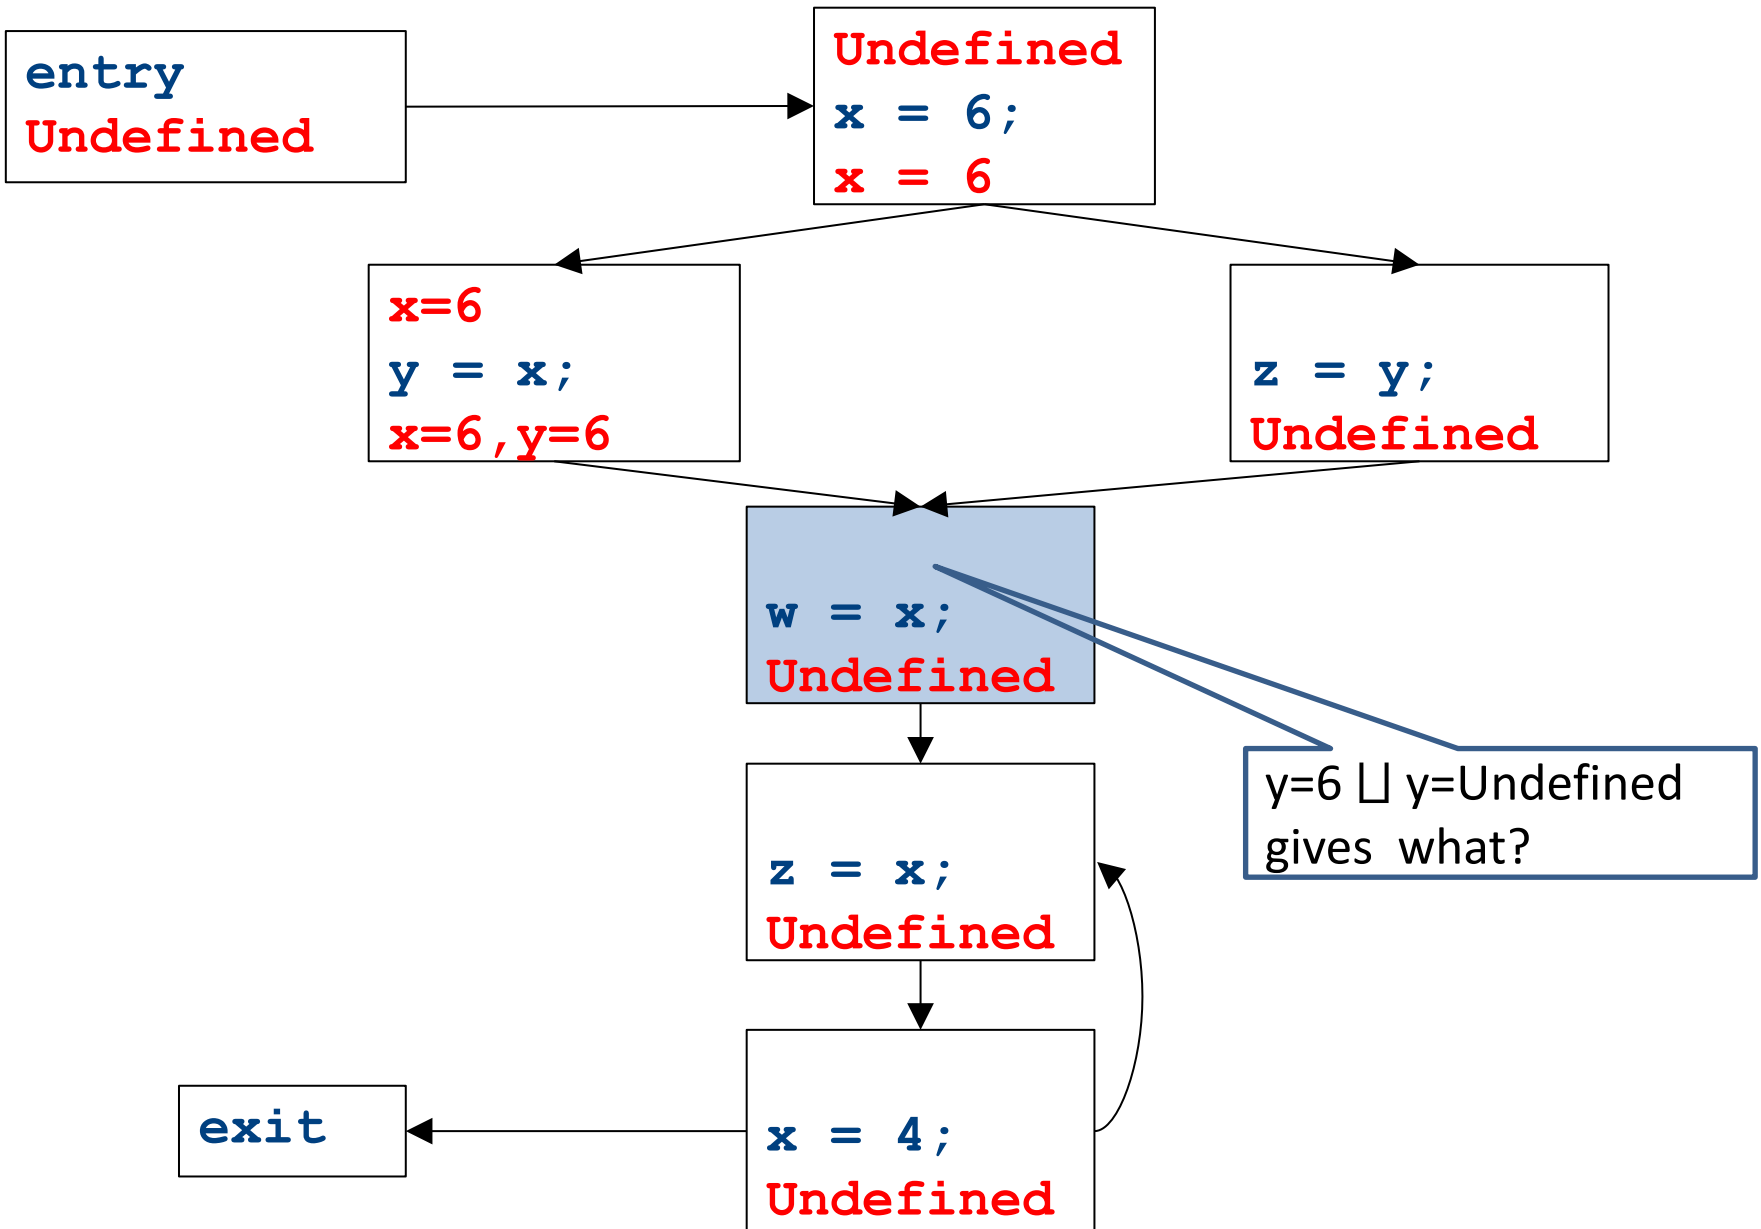 entry
Undefined
Undefined
x = 6;
x = 6
x=6
y = x;
x=6,y=6
z = y;
Undefined
w = x;
Undefined
y=6 ⨆ y=Undefined
gives what?
z = x;
Undefined
exit
x = 4;
Undefined